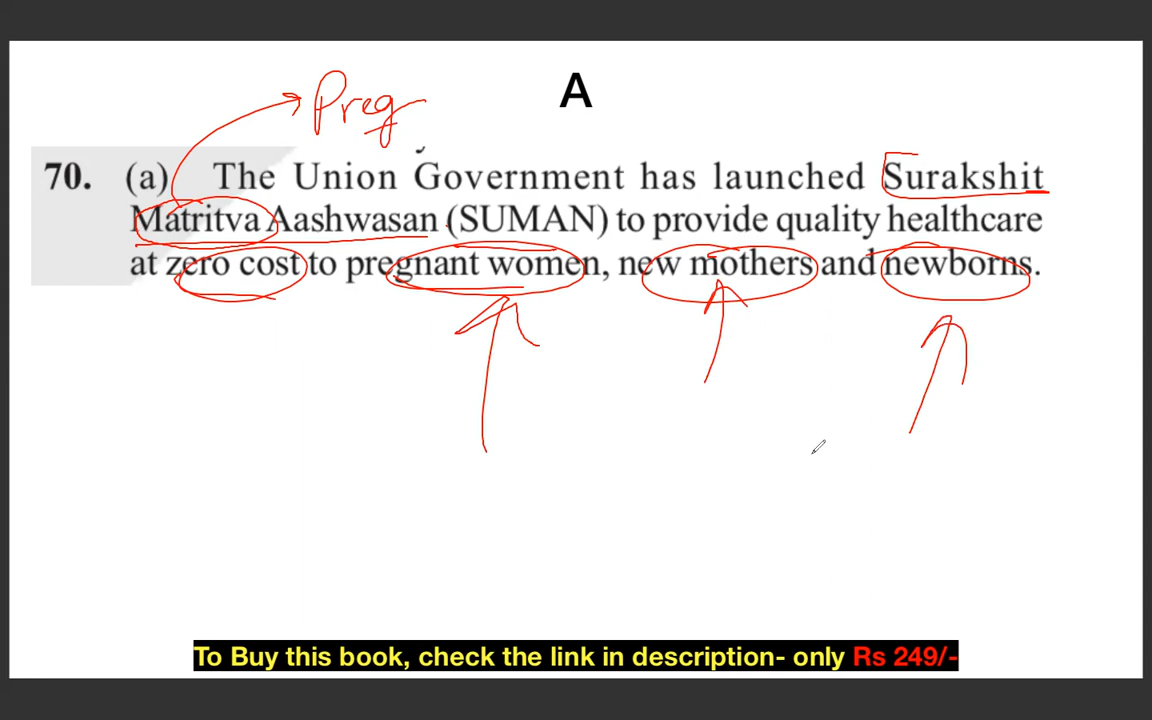 A
Preg
70. (a) The Union Government has launched Surakshit
Matritva Aashwasan (SUMAN) to provide quality healthcare
at zero cost to pregnant women, new mothers and newborns.
To Buy this book, check the link in description- only Rs 249/-